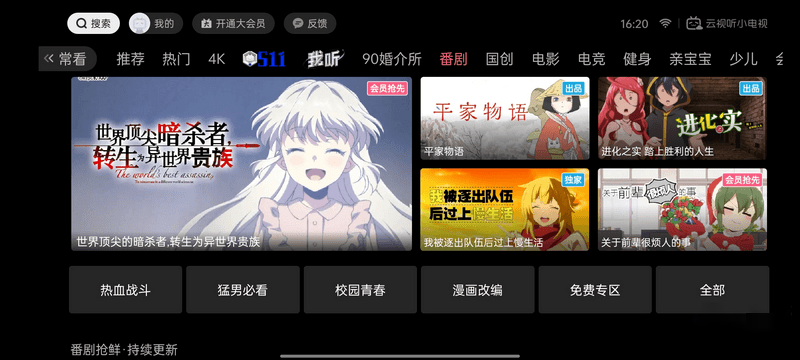 搜索
我的
开通大会员
反馈
16:20
云视听小电视
常看
推荐
热门
4K
S11
我听
90婚介所
番剧
国创
电影
电竞
健身
亲宝宝
少儿
会员抢先
世界顶尖暗杀者,
转生为异世界贵族
The world's best assassin,
世界顶尖的暗杀者,转生为异世界贵族
出品
平家物语
平家物语
出品
进化之实
进化之实 踏上胜利的人生
独家
我被逐出队伍
后过上慢生活
我被逐出队伍后过上慢生活
会员抢先
关于前辈很烦人的事
关于前辈很烦人的事
热血战斗
猛男必看
校园青春
漫画改编
免费专区
全部
番剧抢鲜·持续更新